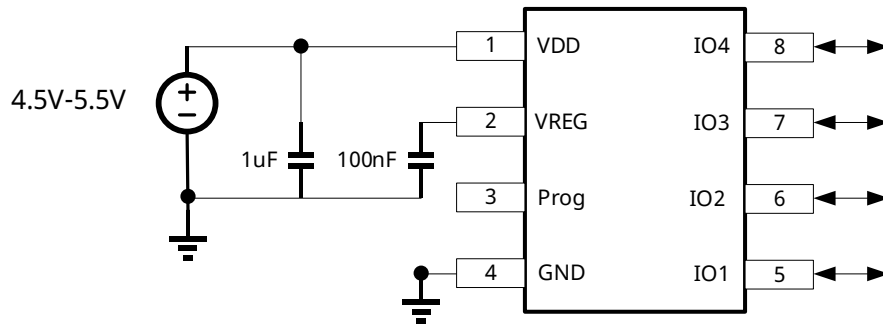 1 VDD IO4 8
4.5V-5.5V
+
−
2 VREG IO3 7
1uF 100nF
3 Prog IO2 6
4 GND IO1 5